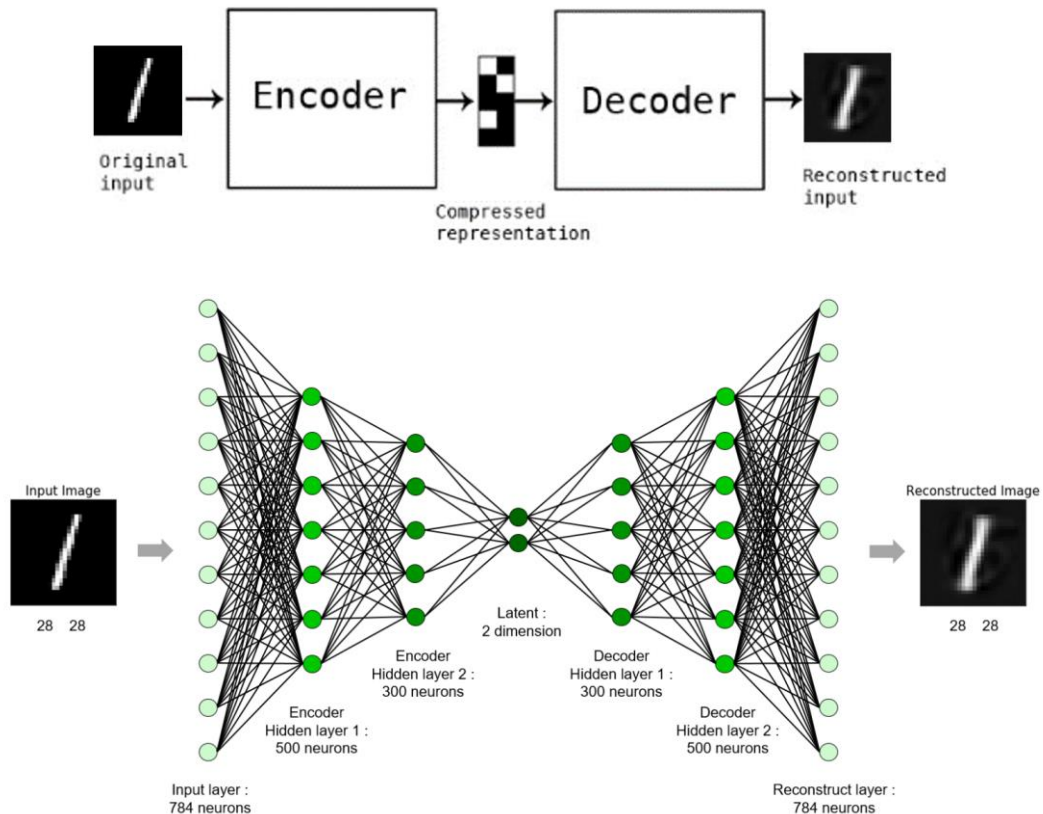 Encoder
Decoder
Original
input
Compressed
representation
Reconstructed
input
Input Image
28 28
Input layer :
784 neurons
Encoder
Hidden layer 1 :
500 neurons
Encoder
Hidden layer 2 :
300 neurons
Latent :
2 dimension
Decoder
Hidden layer 1 :
300 neurons
Decoder
Hidden layer 2 :
500 neurons
Reconstruct layer :
784 neurons
Reconstructed Image
28 28